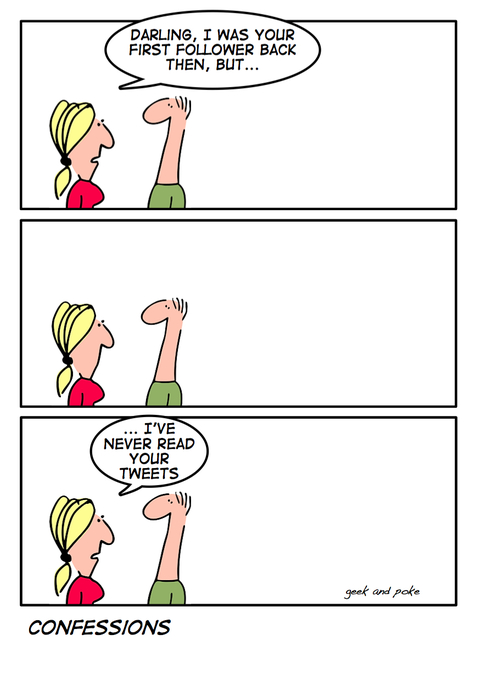 DARLING, I WAS YOUR
FIRST FOLLOWER BACK
THEN, BUT...
... I'VE
NEVER READ
YOUR
TWEETS
geek and poke
CONFESSIONS